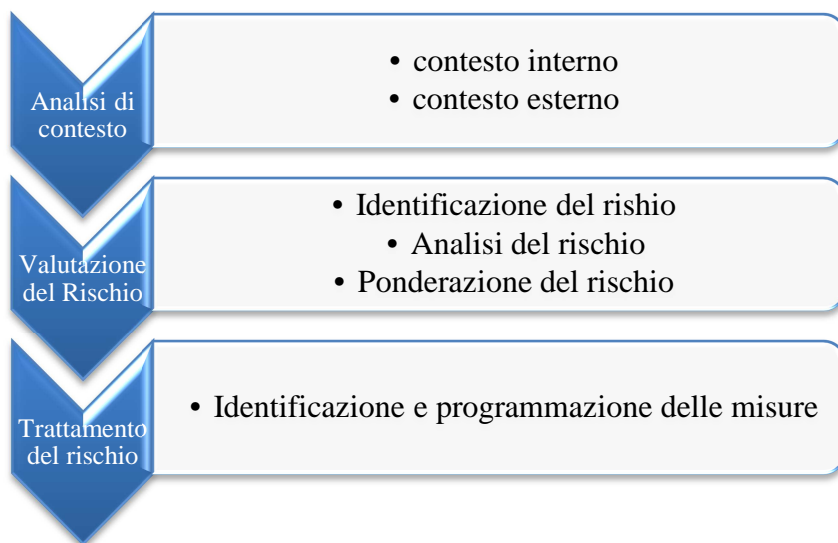 Analisi di
contesto
• contesto interno
• contesto esterno
Valutazione
del Rischio
• Identificazione del rishio
• Analisi del rischio
• Ponderazione del rischio
Trattamento
del rischio
• Identificazione e programmazione delle misure